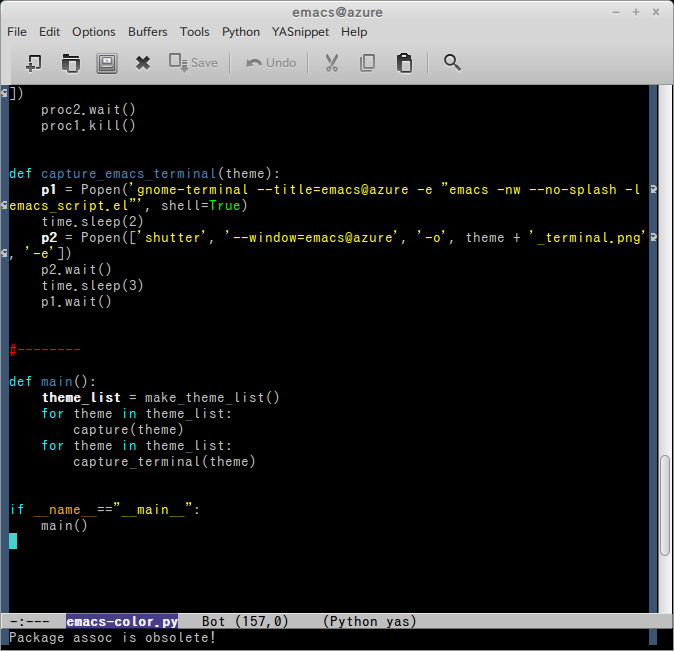 emacs@azure
File Edit Options Buffers Tools Python YASnippet Help
Save Undo
])
    proc2.wait()
    proc1.kill()
def capture_emacs_terminal(theme):
    p1 = Popen('gnome-terminal --title=emacs@azure -e "emacs -nw --no-splash -l
emacs_script.el"', shell=True)
    time.sleep(2)
    p2 = Popen(['shutter', '--window=emacs@azure', '-o', theme + '_terminal.png'
, '-e'])
    p2.wait()
    time.sleep(3)
    p1.wait()
#--------
def main():
    theme_list = make_theme_list()
    for theme in theme_list:
        capture(theme)
    for theme in theme_list:
        capture_terminal(theme)
if __name__=="__main__":
    main()
-:--- emacs-color.py Bot (157,0) (Python yas)
Package assoc is obsolete!